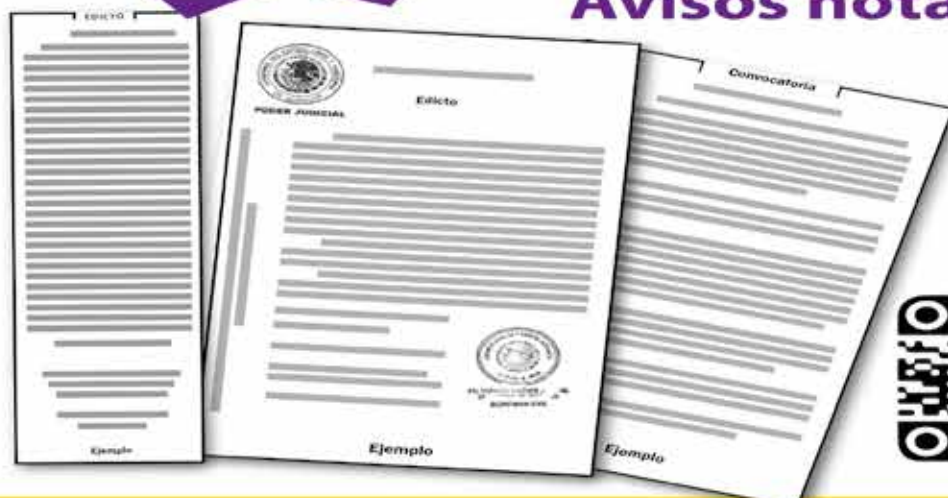 Avisos nota
EDICTO
Ejemplo
PODER JUDICIAL
Edicto
Ejemplo
Convocatoria
Ejemplo